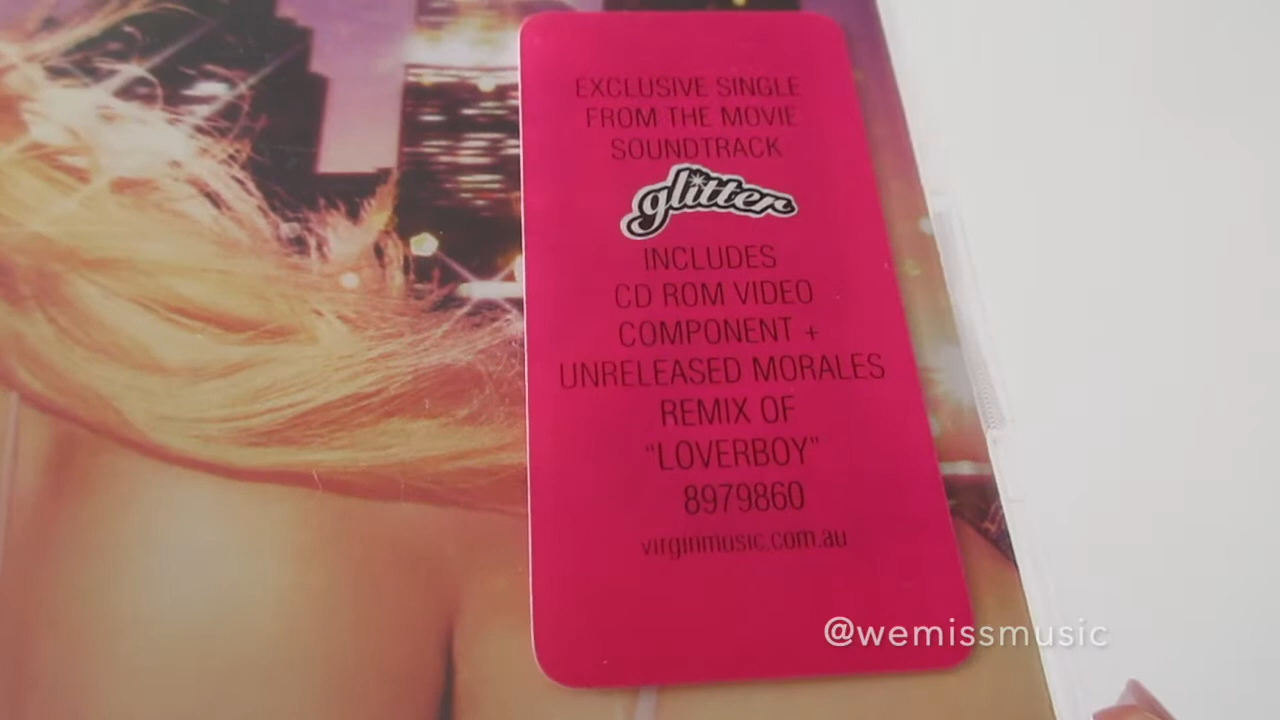 EXCLUSIVE SINGLE
FROM THE MOVIE
SOUNDTRACK
glitter
INCLUDES
CD ROM VIDEO
COMPONENT +
UNRELEASED MORALES
REMIX OF
"LOVERBOY"
8979860
virginmusic.com.au
@wemissmusic